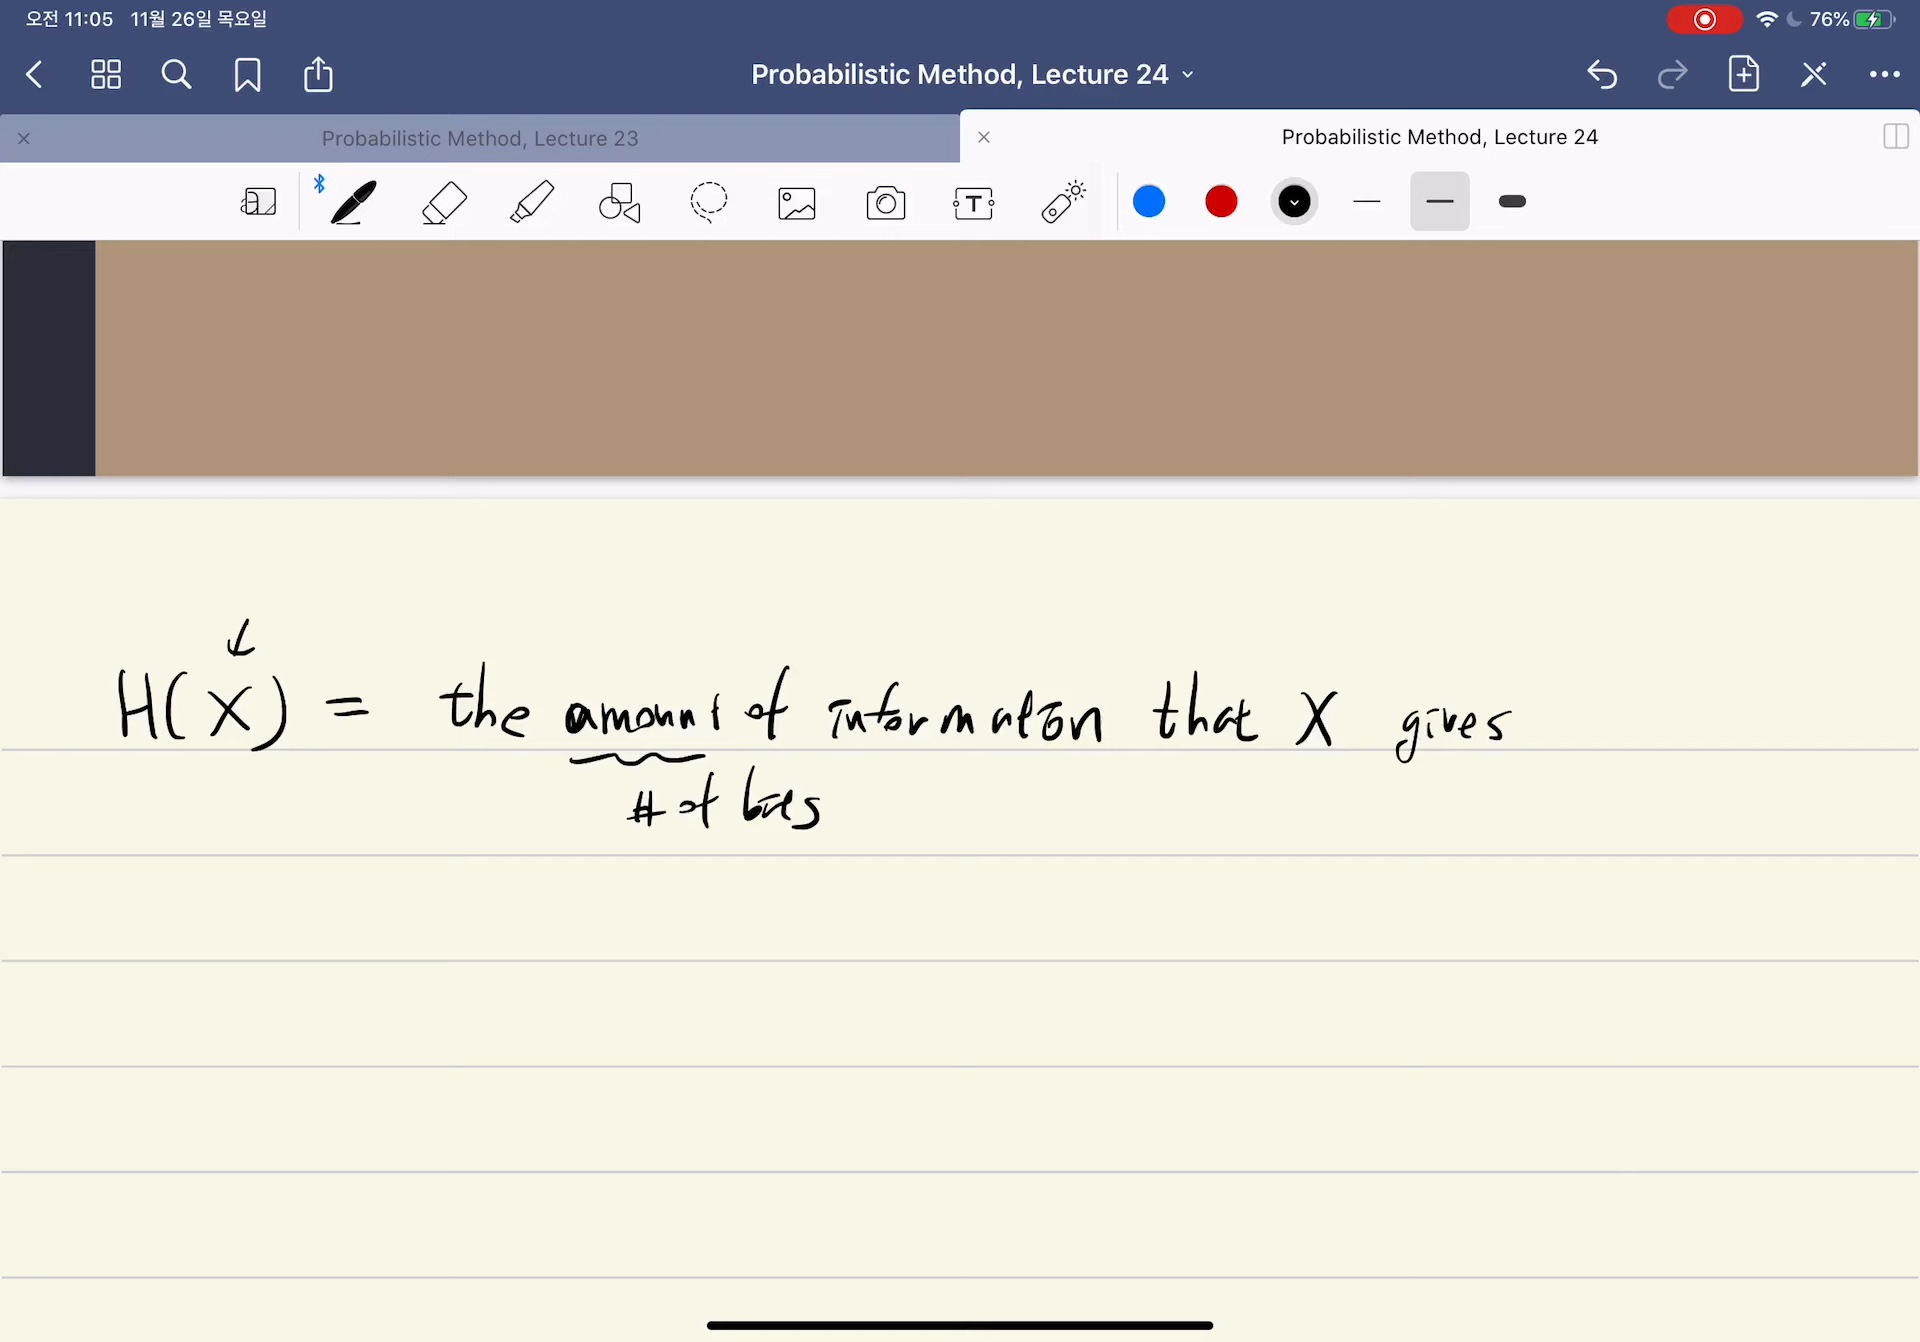 오전 11:05 11월 26일 목요일 76%
Probabilistic Method, Lecture 24
Probabilistic Method, Lecture 23 Probabilistic Method, Lecture 24
H(X) = the amount of information that X gives
# of bits